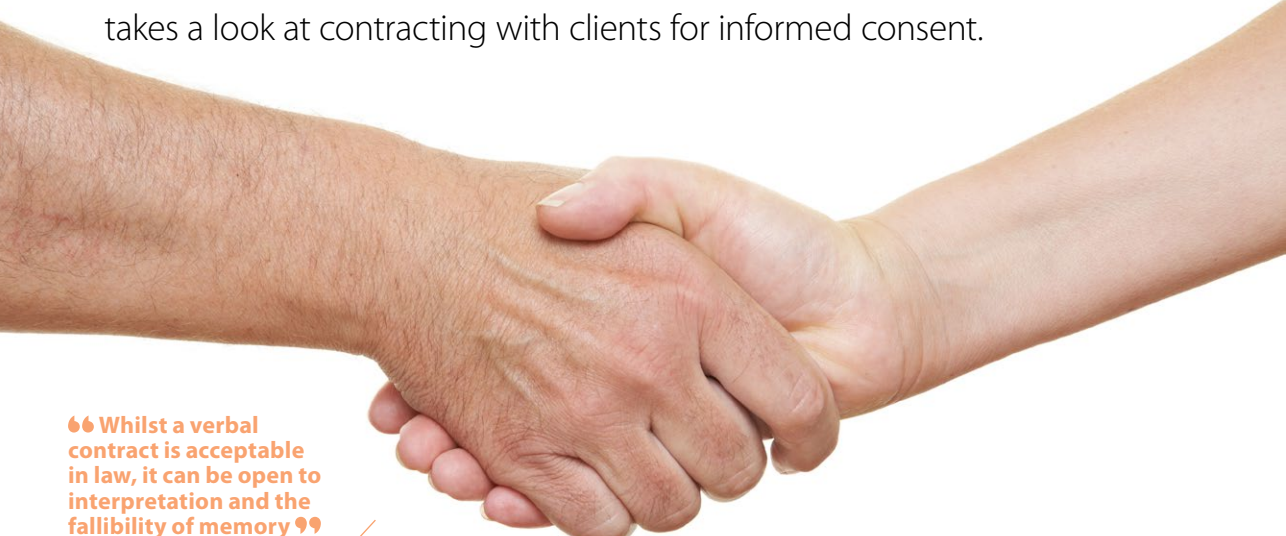 takes a look at contracting with clients for informed consent.
“Whilst a verbal
contract is acceptable
in law, it can be open to
interpretation and the
fallibility of memory”